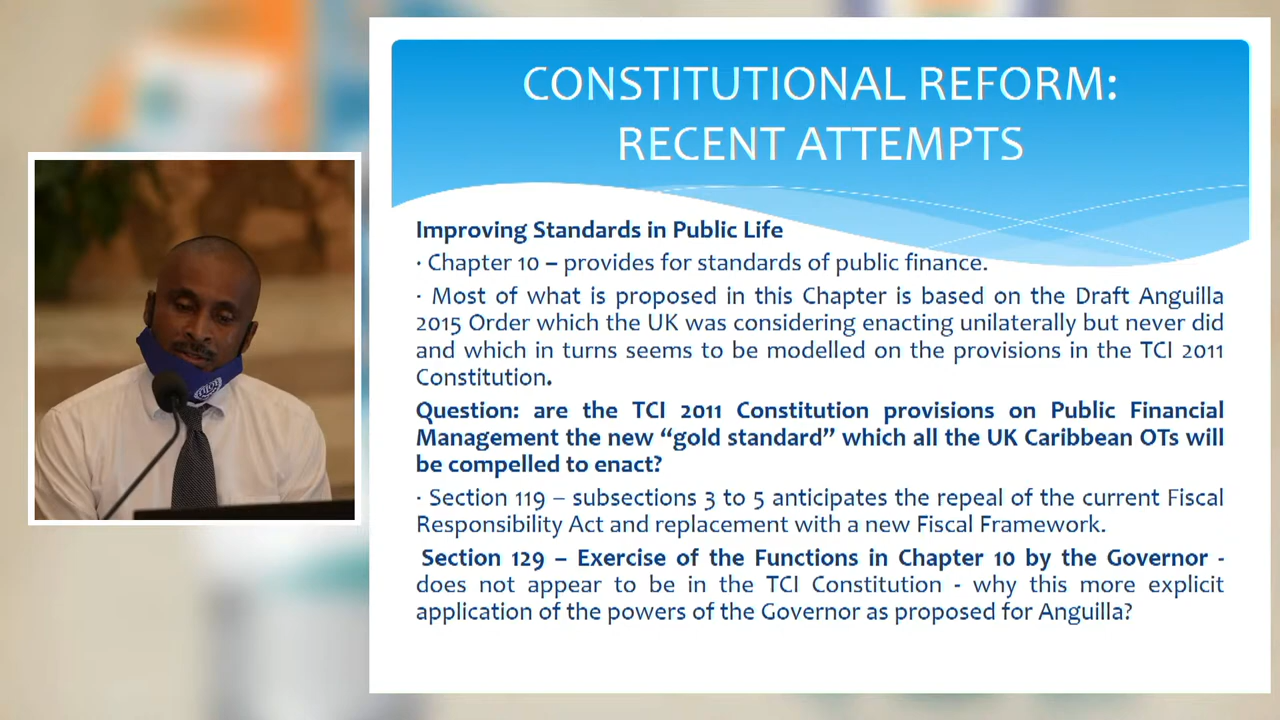 CONSTITUTIONAL REFORM:
RECENT ATTEMPTS
Improving Standards in Public Life
· Chapter 10 – provides for standards of public finance.
· Most of what is proposed in this Chapter is based on the Draft Anguilla
2015 Order which the UK was considering enacting unilaterally but never did
and which in turns seems to be modelled on the provisions in the TCI 2011
Constitution.
Question: are the TCI 2011 Constitution provisions on Public Financial
Management the new “gold standard” which all the UK Caribbean OTs will
be compelled to enact?
· Section 119 – subsections 3 to 5 anticipates the repeal of the current Fiscal
Responsibility Act and replacement with a new Fiscal Framework.
Section 129 – Exercise of the Functions in Chapter 10 by the Governor -
does not appear to be in the TCI Constitution - why this more explicit
application of the powers of the Governor as proposed for Anguilla?